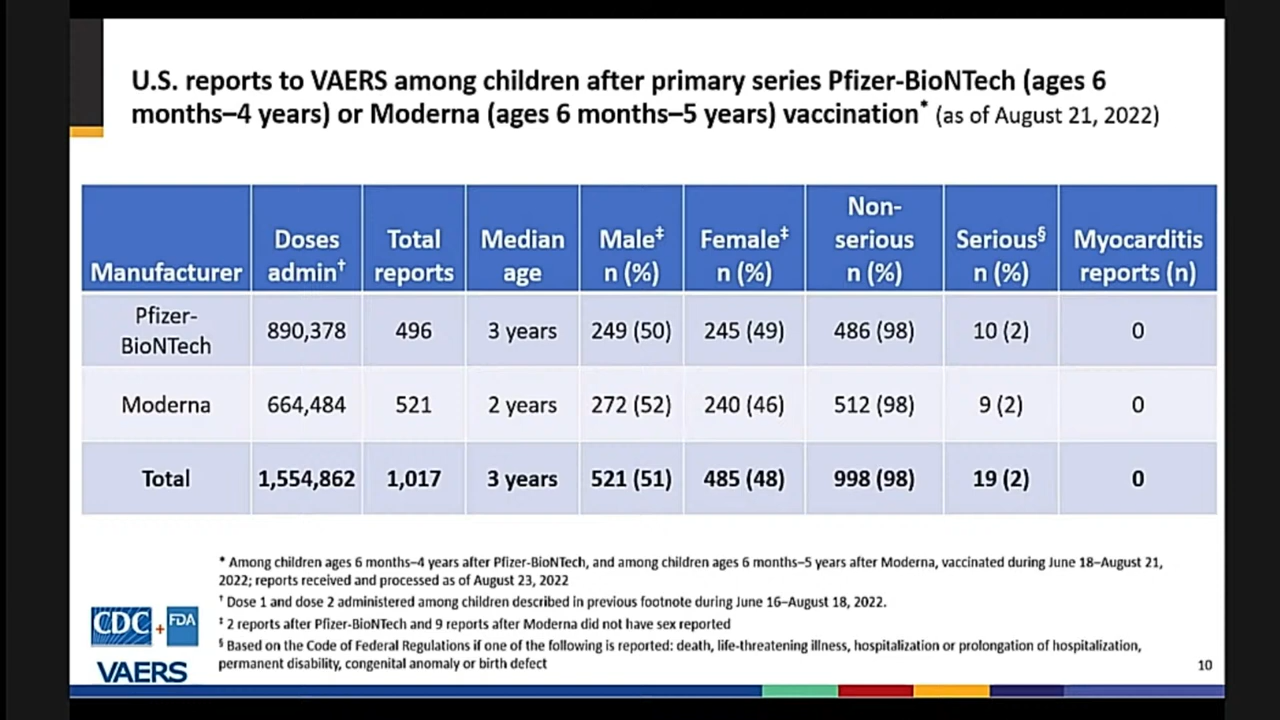 U.S. reports to VAERS among children after primary series Pfizer-BioNTech (ages 6
months–4 years) or Moderna (ages 6 months–5 years) vaccination* (as of August 21, 2022)
Manufacturer Doses admin† Total reports Median age Male‡ n (%) Female‡ n (%) Non-serious n (%) Serious§ n (%) Myocarditis reports (n)
Pfizer-BioNTech 890,378 496 3 years 249 (50) 245 (49) 486 (98) 10 (2) 0
Moderna 664,484 521 2 years 272 (52) 240 (46) 512 (98) 9 (2) 0
Total 1,554,862 1,017 3 years 521 (51) 485 (48) 998 (98) 19 (2) 0
* Among children ages 6 months–4 years after Pfizer-BioNTech, and among children ages 6 months–5 years after Moderna, vaccinated during June 18–August 21,
2022; reports received and processed as of August 23, 2022
† Dose 1 and dose 2 administered among children described in previous footnote during June 16–August 18, 2022.
‡ 2 reports after Pfizer-BioNTech and 9 reports after Moderna did not have sex reported
§ Based on the Code of Federal Regulations if one of the following is reported: death, life-threatening illness, hospitalization or prolongation of hospitalization,
permanent disability, congenital anomaly or birth defect
CDC + FDA
VAERS
10